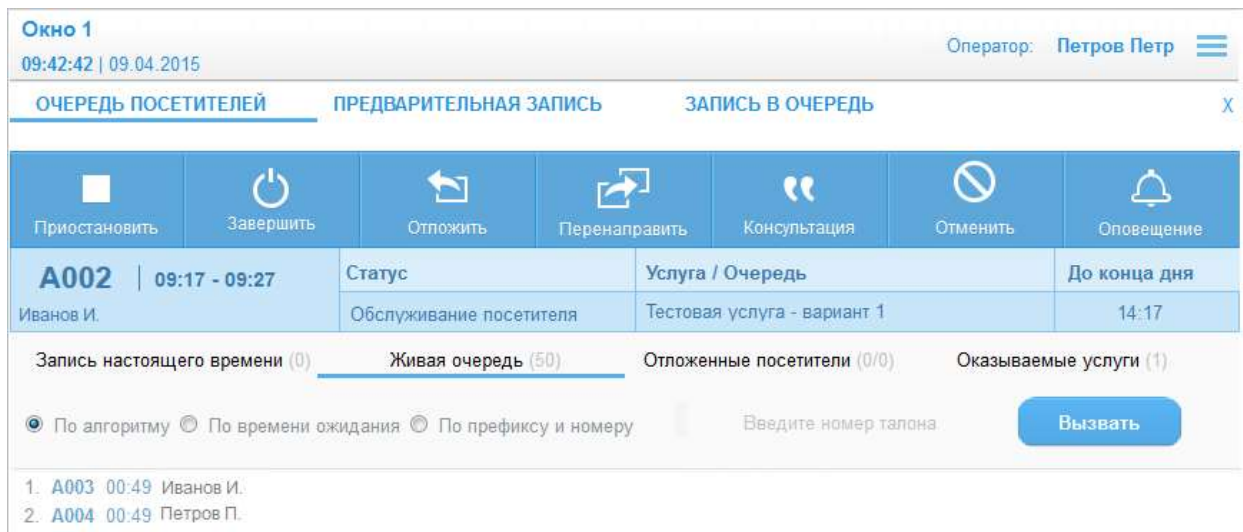 Окно 1
09:42:42 | 09.04.2015
Оператор: Петров Петр
ОЧЕРЕДЬ ПОСЕТИТЕЛЕЙ ПРЕДВАРИТЕЛЬНАЯ ЗАПИСЬ ЗАПИСЬ В ОЧЕРЕДЬ X
Приостановить Завершить Отложить Перенаправить Консультация Отменить Оповещение
A002 | 09:17 - 09:27 Статус Услуга / Очередь До конца дня
Иванов И. Обслуживание посетителя Тестовая услуга - вариант 1 14:17
Запись настоящего времени (0) Живая очередь (50) Отложенные посетители (0/0) Оказываемые услуги (1)
По алгоритму По времени ожидания По префиксу и номеру Введите номер талона Вызвать
1. A003 00:49 Иванов И.
2. A004 00:49 Петров П.